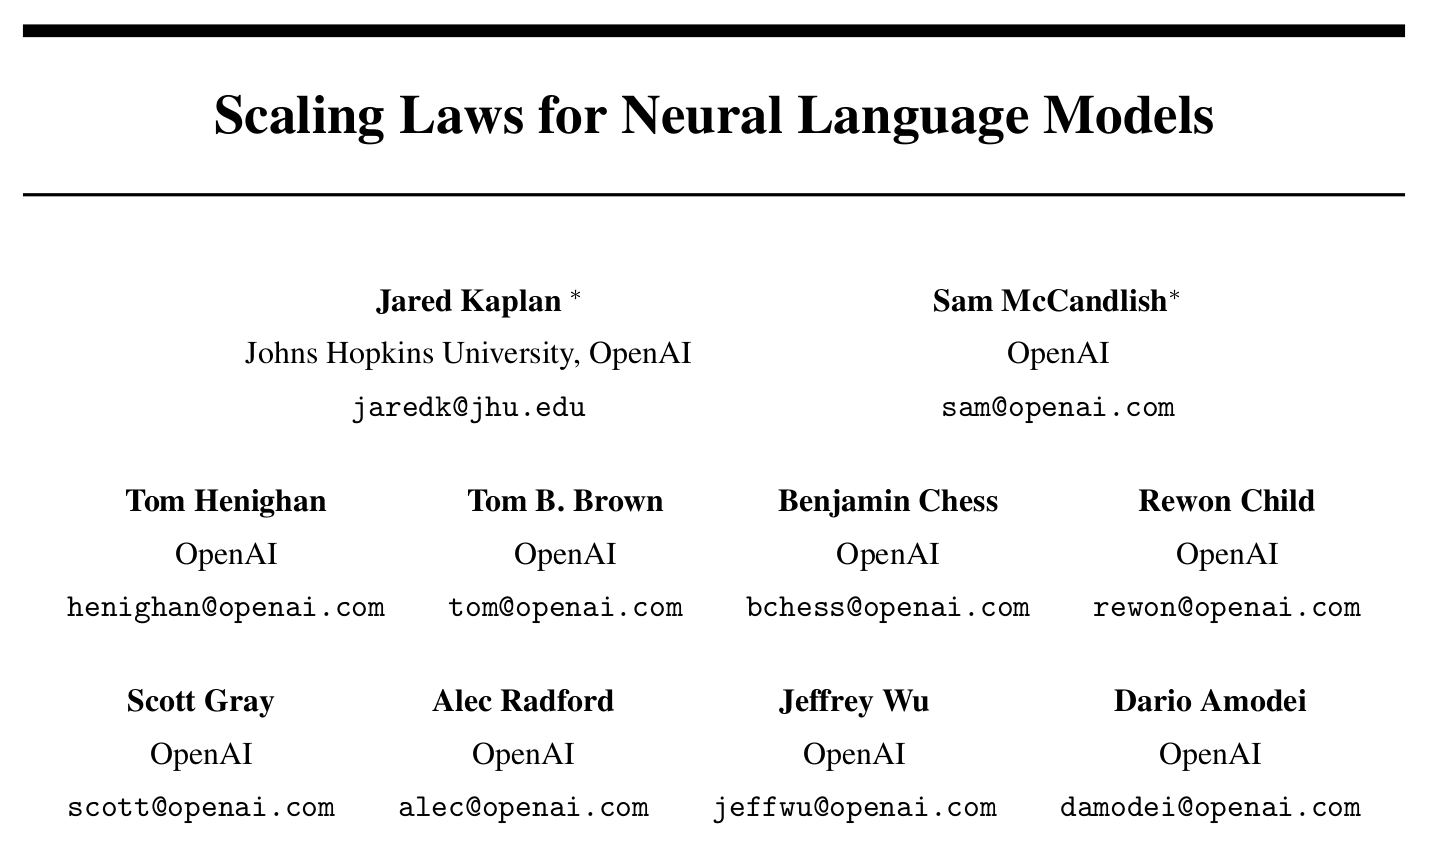 Scaling Laws for Neural Language Models
Jared Kaplan * Sam McCandlish*
Johns Hopkins University, OpenAI OpenAI
jaredk@jhu.edu sam@openai.com
Tom Henighan Tom B. Brown Benjamin Chess Rewon Child
OpenAI OpenAI OpenAI OpenAI
henighan@openai.com tom@openai.com bchess@openai.com rewon@openai.com
Scott Gray Alec Radford Jeffrey Wu Dario Amodei
OpenAI OpenAI OpenAI OpenAI
scott@openai.com alec@openai.com jeffwu@openai.com damodei@openai.com